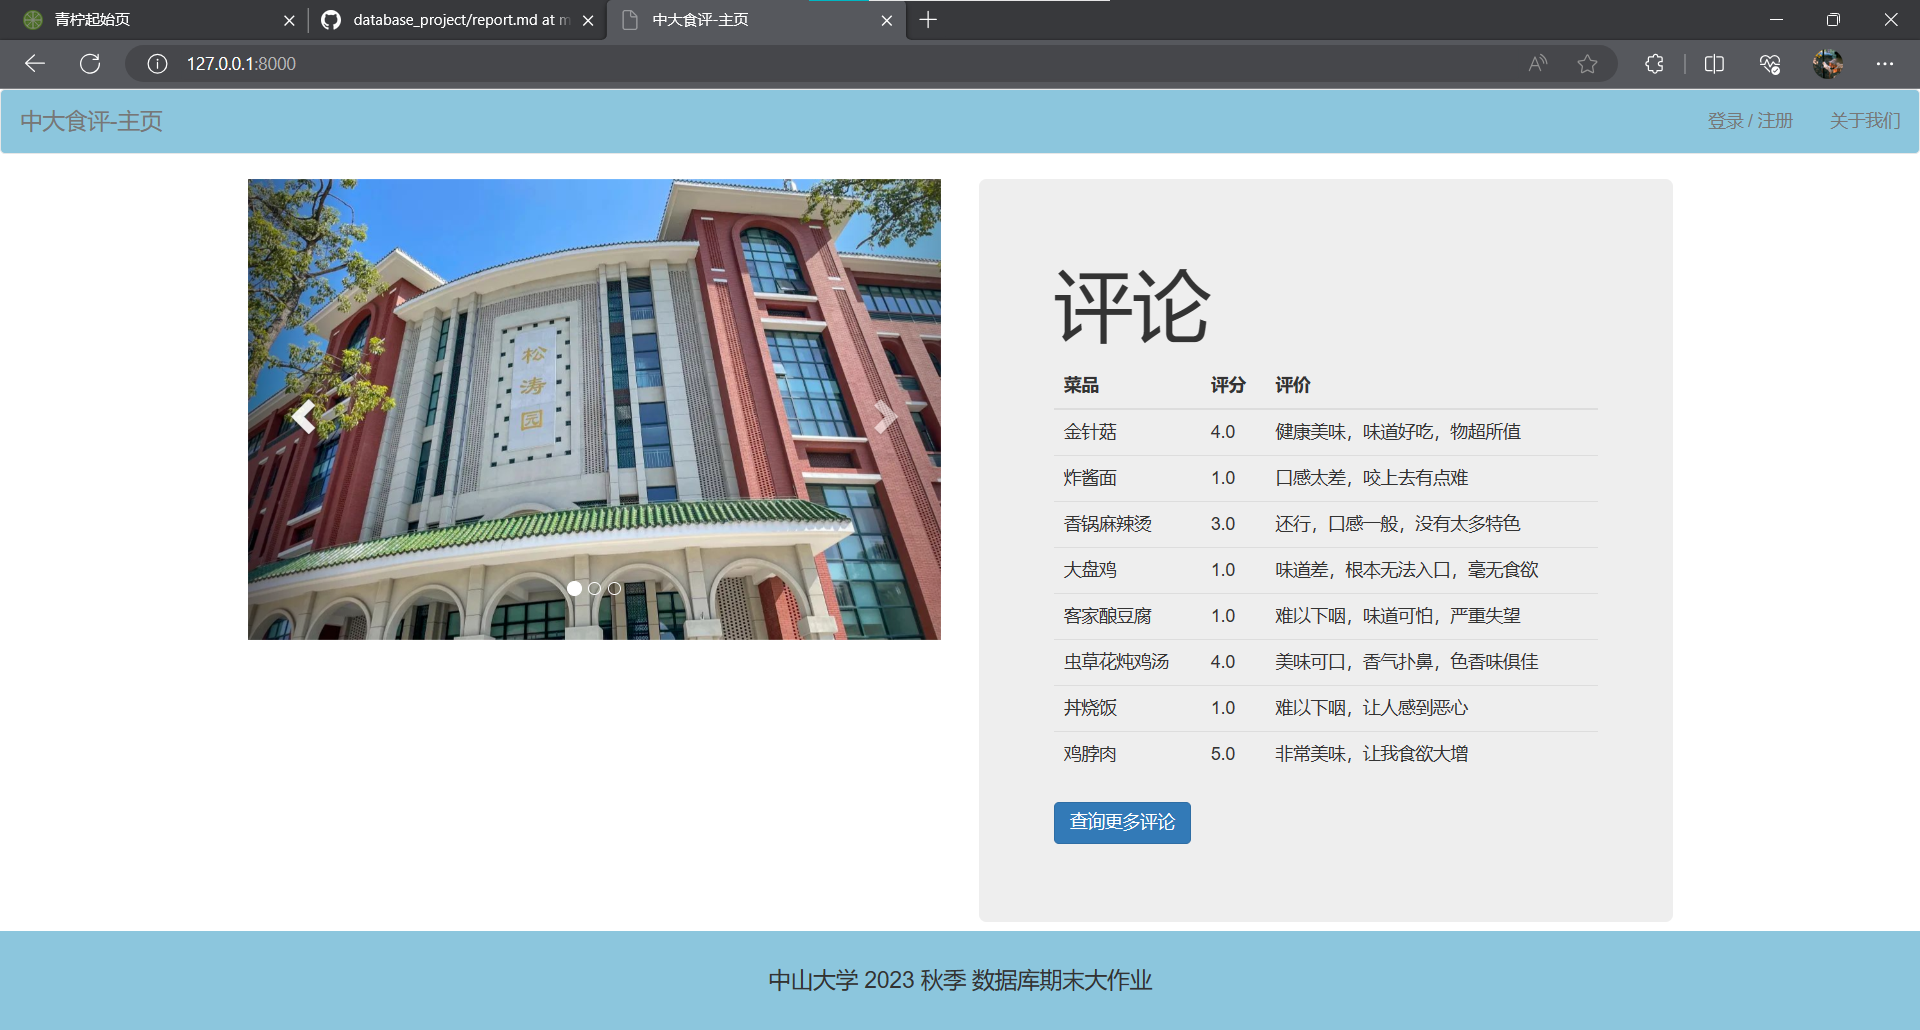 青柠起始页
database_project/report.md at m
中大食评-主页
127.0.0.1:8000
中大食评-主页
登录 / 注册
关于我们
松涛园
评论
菜品 评分 评价
金针菇 4.0 健康美味，味道好吃，物超所值
炸酱面 1.0 口感太差，咬上去有点难
香锅麻辣烫 3.0 还行，口感一般，没有太多特色
大盘鸡 1.0 味道差，根本无法入口，毫无食欲
客家酿豆腐 1.0 难以下咽，味道可怕，严重失望
虫草花炖鸡汤 4.0 美味可口，香气扑鼻，色香味俱佳
丼烧饭 1.0 难以下咽，让人感到恶心
鸡脖肉 5.0 非常美味，让我食欲大增
查询更多评论
中山大学 2023 秋季 数据库期末大作业